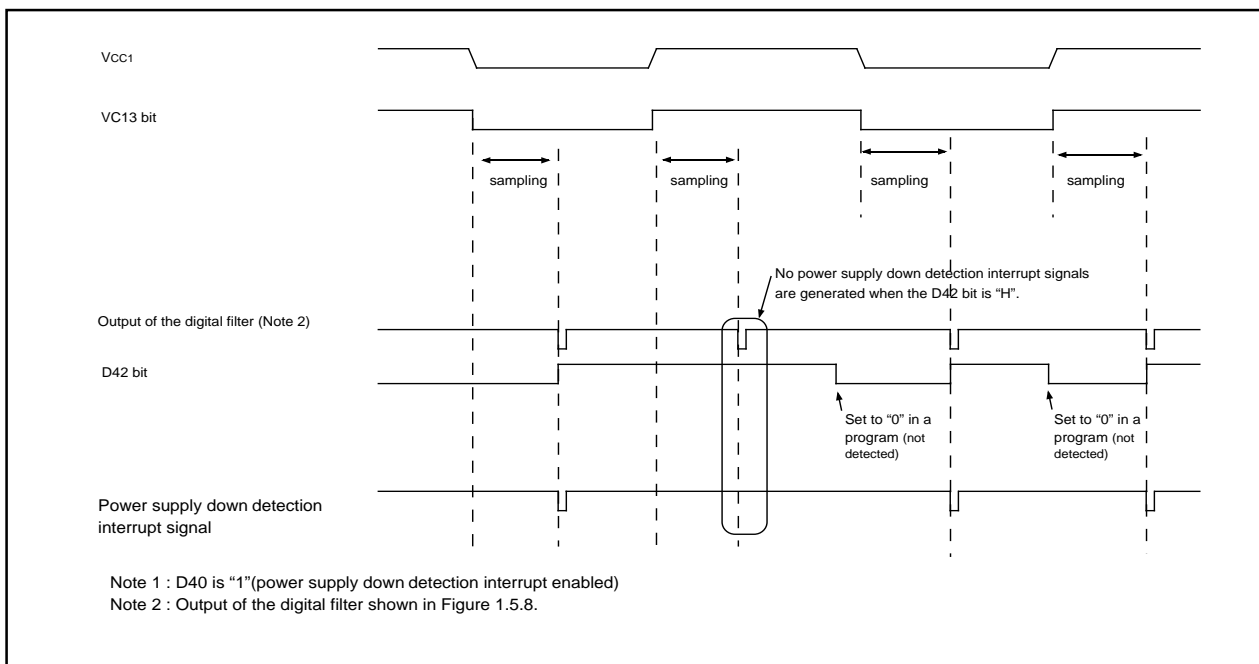 VCC1
VC13 bit
sampling
sampling
sampling
sampling
No power supply down detection interrupt signals
are generated when the D42 bit is “H”.
Output of the digital filter (Note 2)
D42 bit
Set to “0” in a
program (not
detected)
Set to “0” in a
program (not
detected)
Power supply down detection
interrupt signal
Note 1 : D40 is “1”(power supply down detection interrupt enabled)
Note 2 : Output of the digital filter shown in Figure 1.5.8.